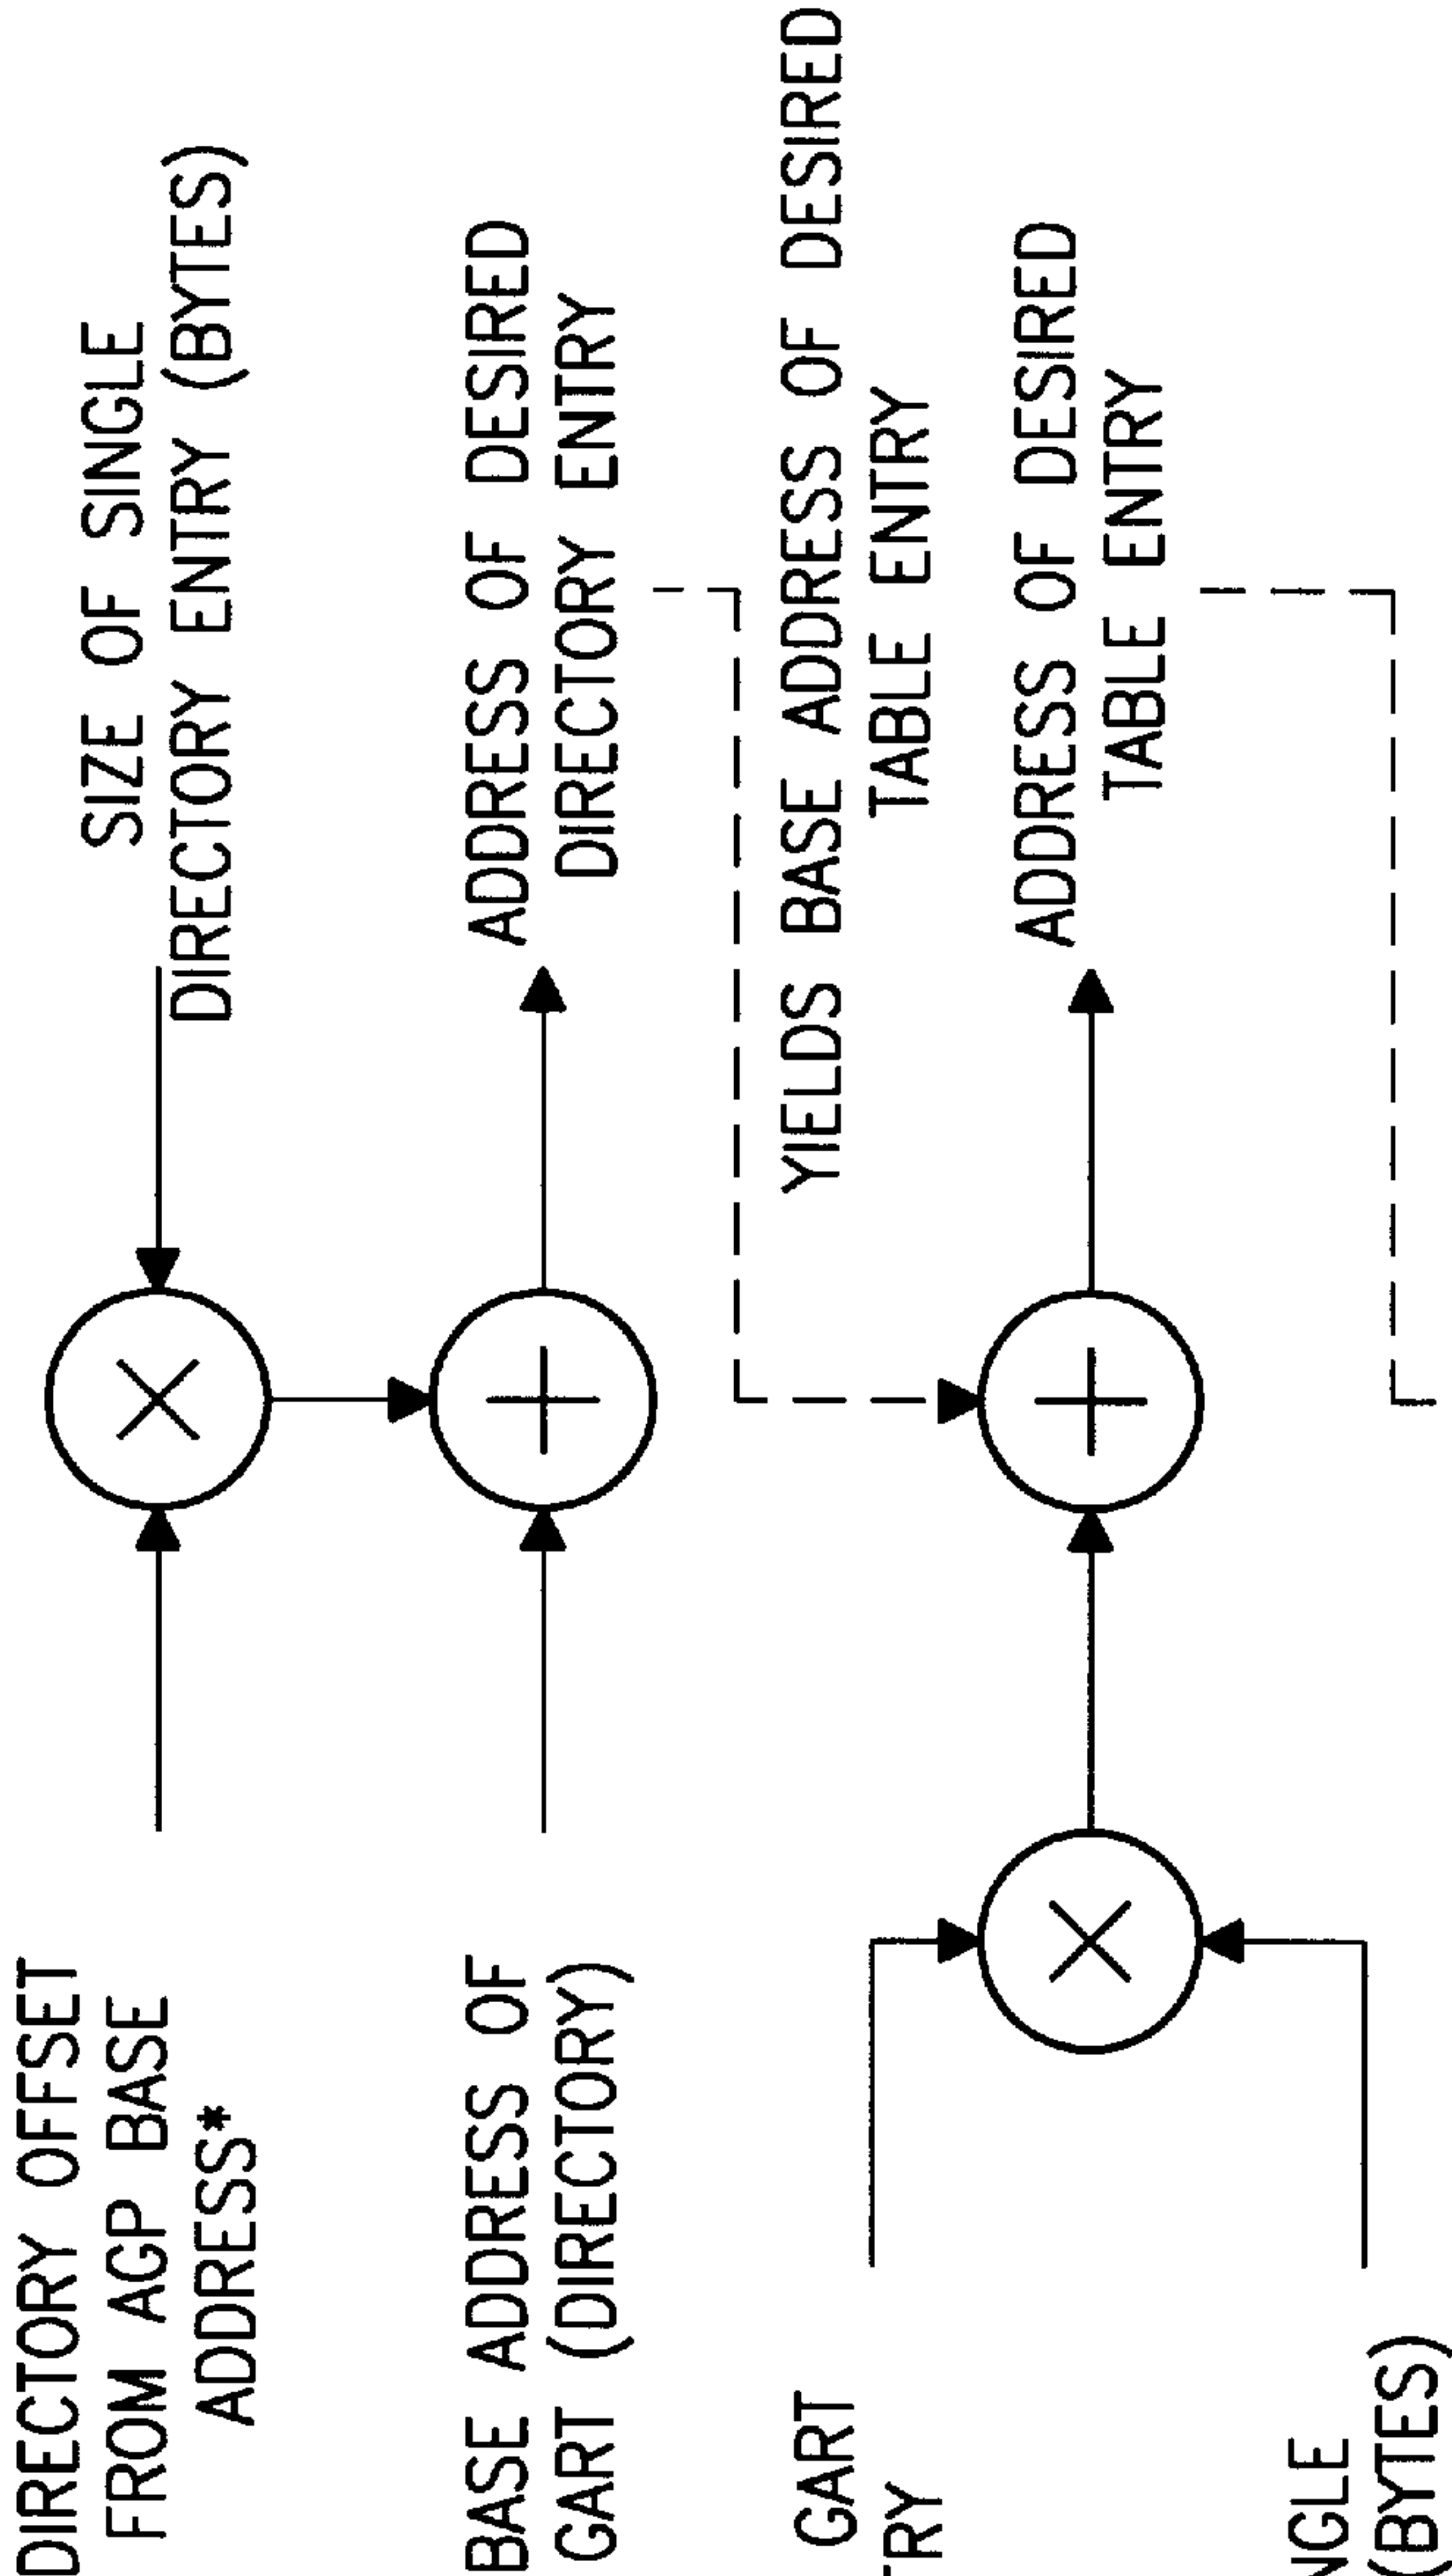 DIRECTORY OFFSET
FROM AGP BASE
ADDRESS*
SIZE OF SINGLE
DIRECTORY ENTRY (BYTES)
BASE ADDRESS OF
GART (DIRECTORY)
ADDRESS OF DESIRED
DIRECTORY ENTRY
YIELDS BASE ADDRESS OF DESIRED
TABLE ENTRY
GART
ADDRESS OF DESIRED
TABLE ENTRY
(BYTES)